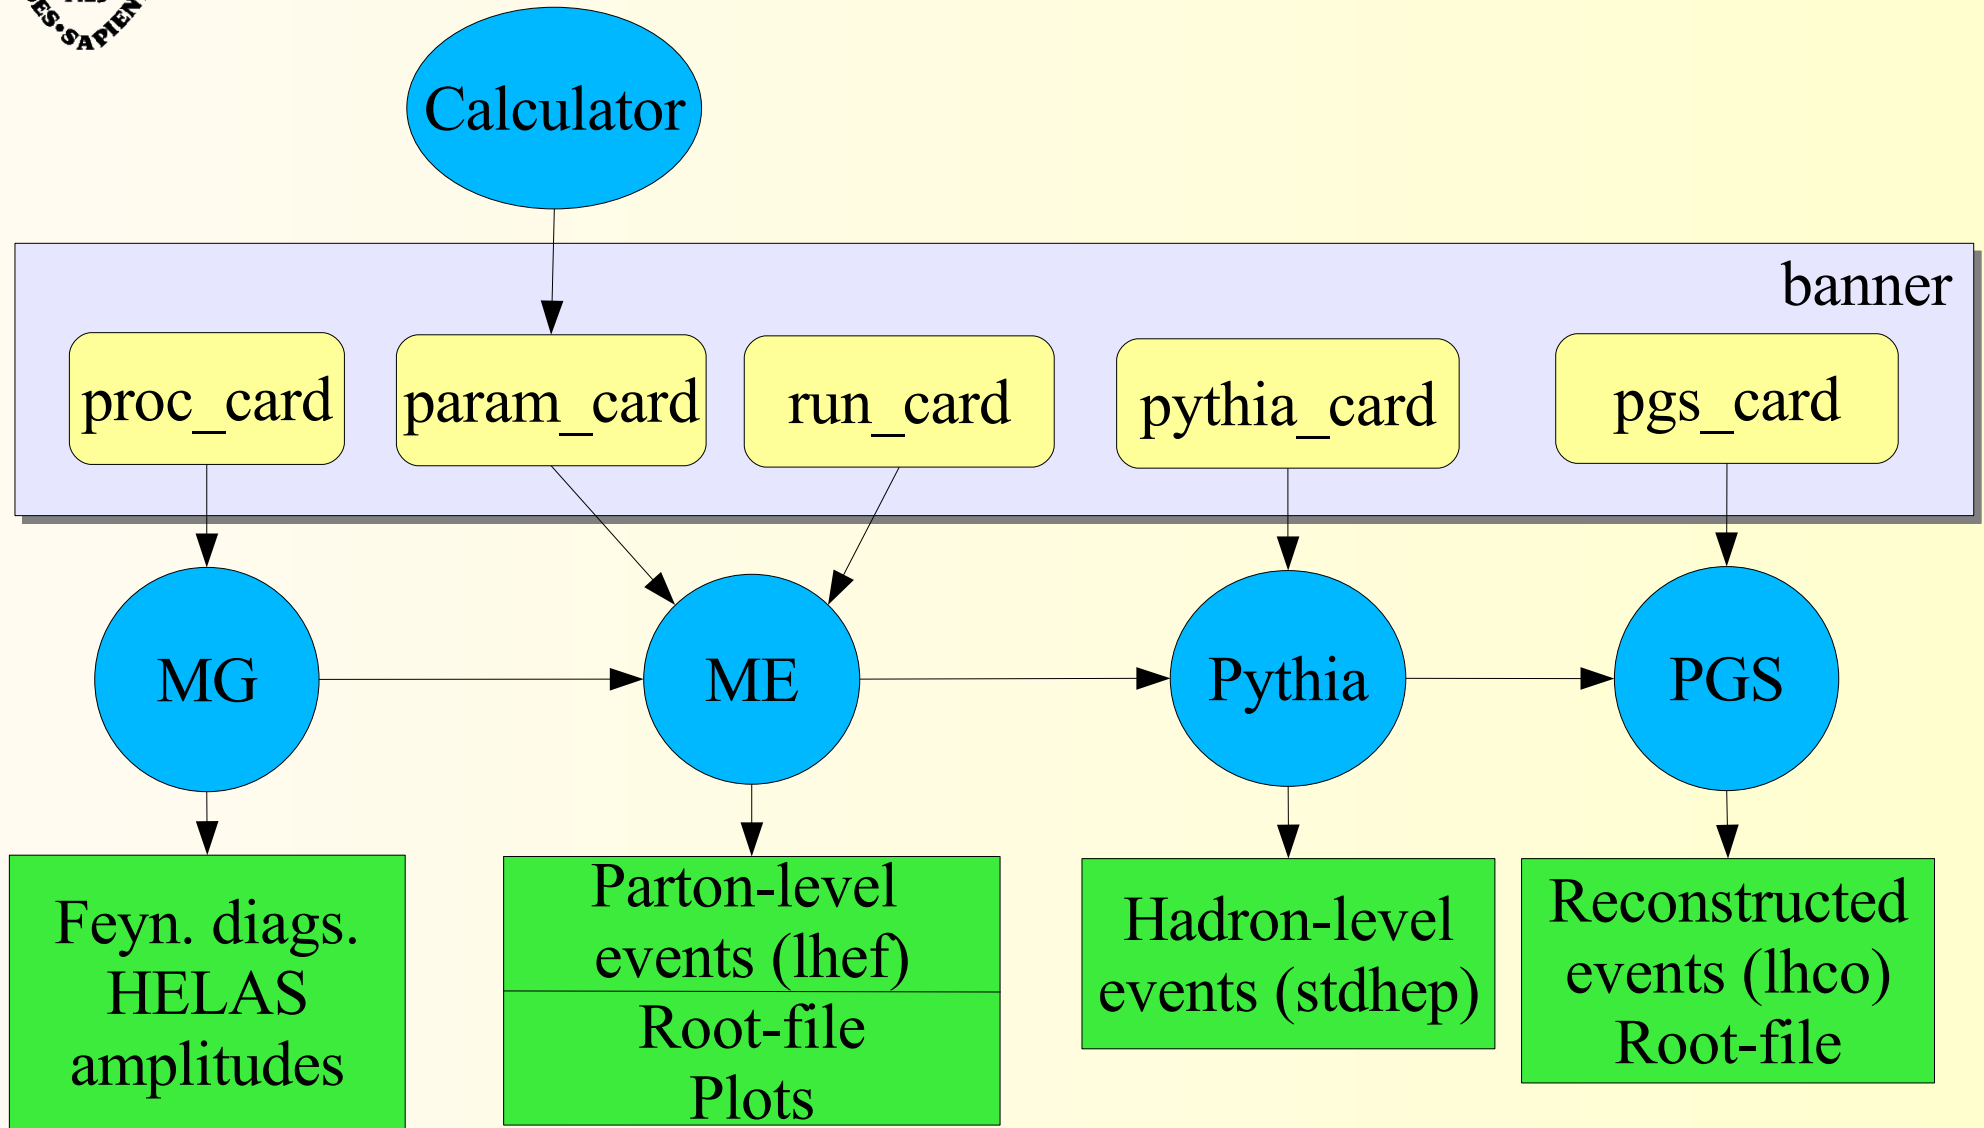 SAPIEN
Calculator
banner
proc_card
param_card
run_card
pythia_card
pgs_card
MG
ME
Pythia
PGS
Feyn. diags.
HELAS
amplitudes
Parton-level
events (lhef)
Root-file
Plots
Hadron-level
events (stdhep)
Reconstructed
events (lhco)
Root-file